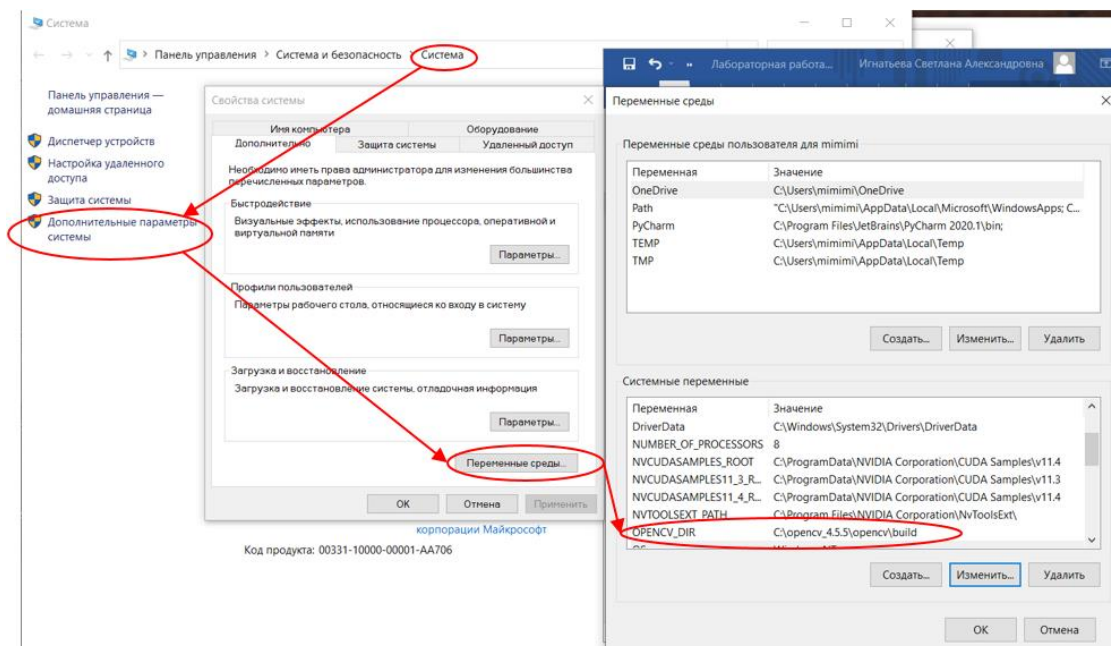 Система
Панель управления > Система и безопасность > Система
Панель управления —
домашняя страница
Диспетчер устройств
Настройка удаленного
доступа
Защита системы
Дополнительные параметры
системы
Свойства системы
Имя компьютера
Оборудование
Дополнительно
Защита системы
Удаленный доступ
Необходимо иметь права администратора для изменения большинства
перечисленных параметров.
Быстродействие
Визуальные эффекты, использование процессора, оперативной и
виртуальной памяти
Параметры...
Профили пользователей
Параметры рабочего стола, относящиеся ко входу в систему
Параметры...
Загрузка и восстановление
Загрузка и восстановление системы, отладочная информация
Параметры...
Переменные среды...
ОК
Отмена
Применить
корпорации Майкрософт
Код продукта: 00331-10000-00001-AA706
Лабораторная работа...
Игнатьева Светлана Александровна
Переменные среды
Переменные среды пользователя для mimimi
Переменная Значение
OneDrive C:\Users\mimimi\OneDrive
Path "C:\Users\mimimi\AppData\Local\Microsoft\WindowsApps; C...
PyCharm C:\Program Files\JetBrains\PyCharm 2020.1\bin;
TEMP C:\Users\mimimi\AppData\Local\Temp
TMP C:\Users\mimimi\AppData\Local\Temp
Создать...
Изменить...
Удалить
Системные переменные
Переменная Значение
DriverData C:\Windows\System32\Drivers\DriverData
NUMBER_OF_PROCESSORS 8
NVCUDASAMPLES_ROOT C:\ProgramData\NVIDIA Corporation\CUDA Samples\v11.4
NVCUDASAMPLES11_3_R... C:\ProgramData\NVIDIA Corporation\CUDA Samples\v11.3
NVCUDASAMPLES11_4_R... C:\ProgramData\NVIDIA Corporation\CUDA Samples\v11.4
NVTOOLSEXT_PATH C:\Program Files\NVIDIA Corporation\NvToolsExt\
OPENCV_DIR C:\opencv_4.5.5\opencv\build
Создать...
Изменить...
Удалить
ОК
Отмена